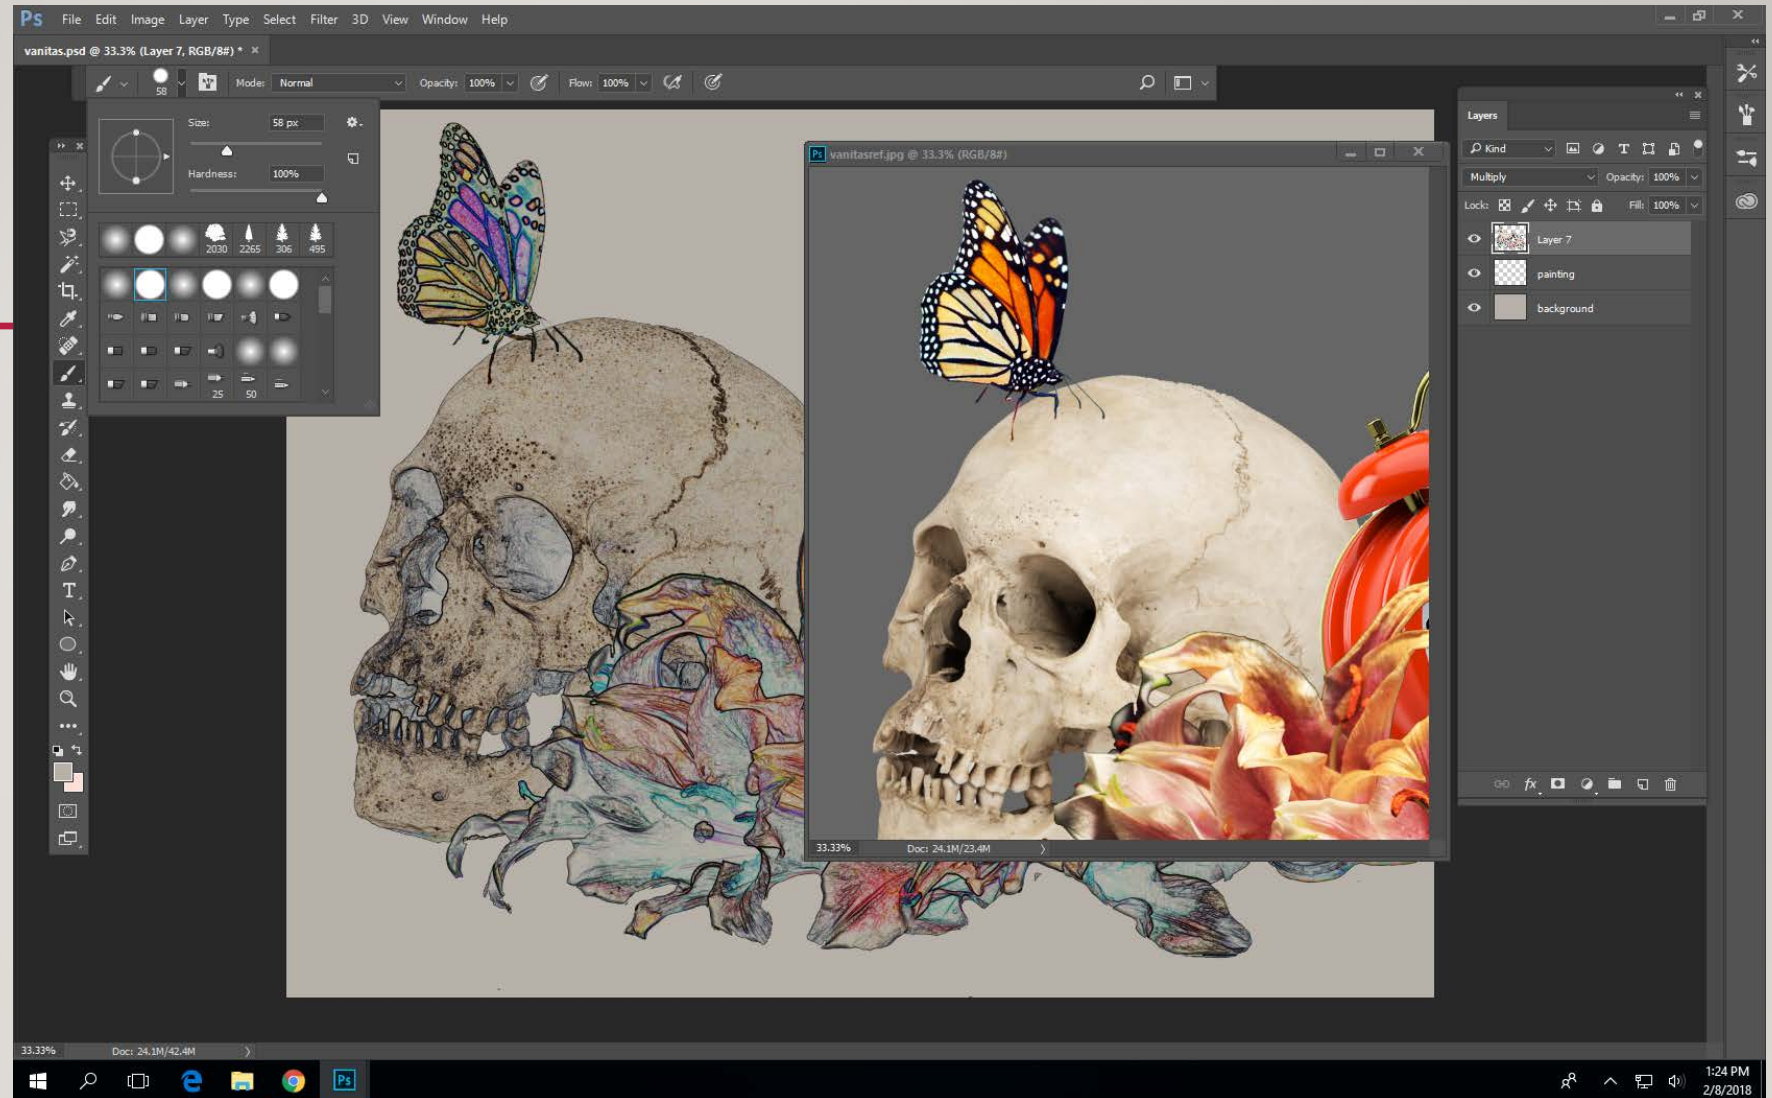 Ps File Edit Image Layer Type Select Filter 3D View Window Help
vanitas.psd @ 33.3% (Layer 7, RGB/8#) * ×
58 Mode: Normal Opacity: 100% Flow: 100%
Size: 58 px
Hardness: 100%
2030 2265 306 495
25 50
Ps vanitasref.jpg @ 33.3% (RGB/8#)
33.33% Doc: 24.1M/23.4M
Layers
Kind
Multiply Opacity: 100%
Lock: Fill: 100%
Layer 7
painting
background
fx
33.33% Doc: 24.1M/42.4M
Ps
1:24 PM
2/8/2018